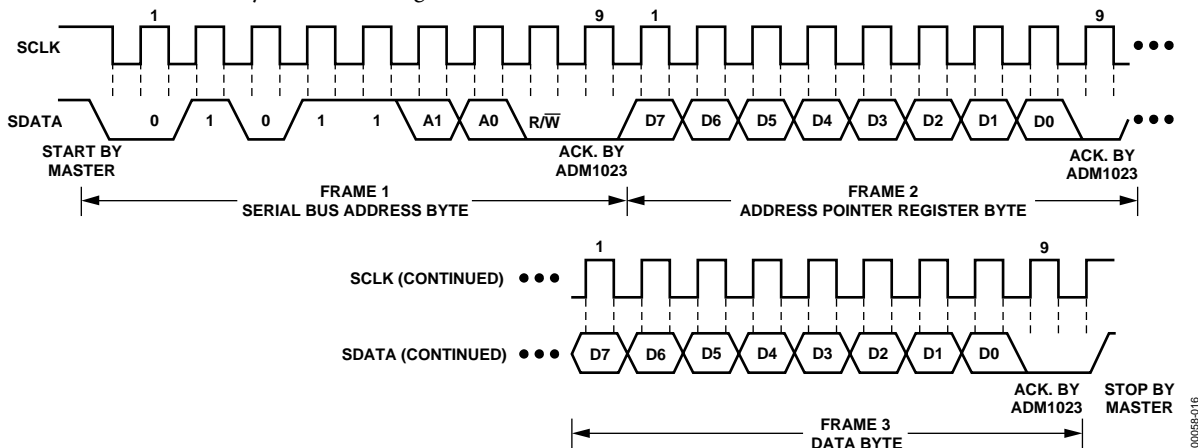 1 9 1 9
SCLK
SDATA 0 1 0 1 1 A1 A0 R/W D7 D6 D5 D4 D3 D2 D1 D0
START BY MASTER
ACK. BY ADM1023
ACK. BY ADM1023
FRAME 1
SERIAL BUS ADDRESS BYTE
FRAME 2
ADDRESS POINTER REGISTER BYTE
1 9
SCLK (CONTINUED)
SDATA (CONTINUED) D7 D6 D5 D4 D3 D2 D1 D0
ACK. BY ADM1023
STOP BY MASTER
FRAME 3
DATA BYTE
00058-016